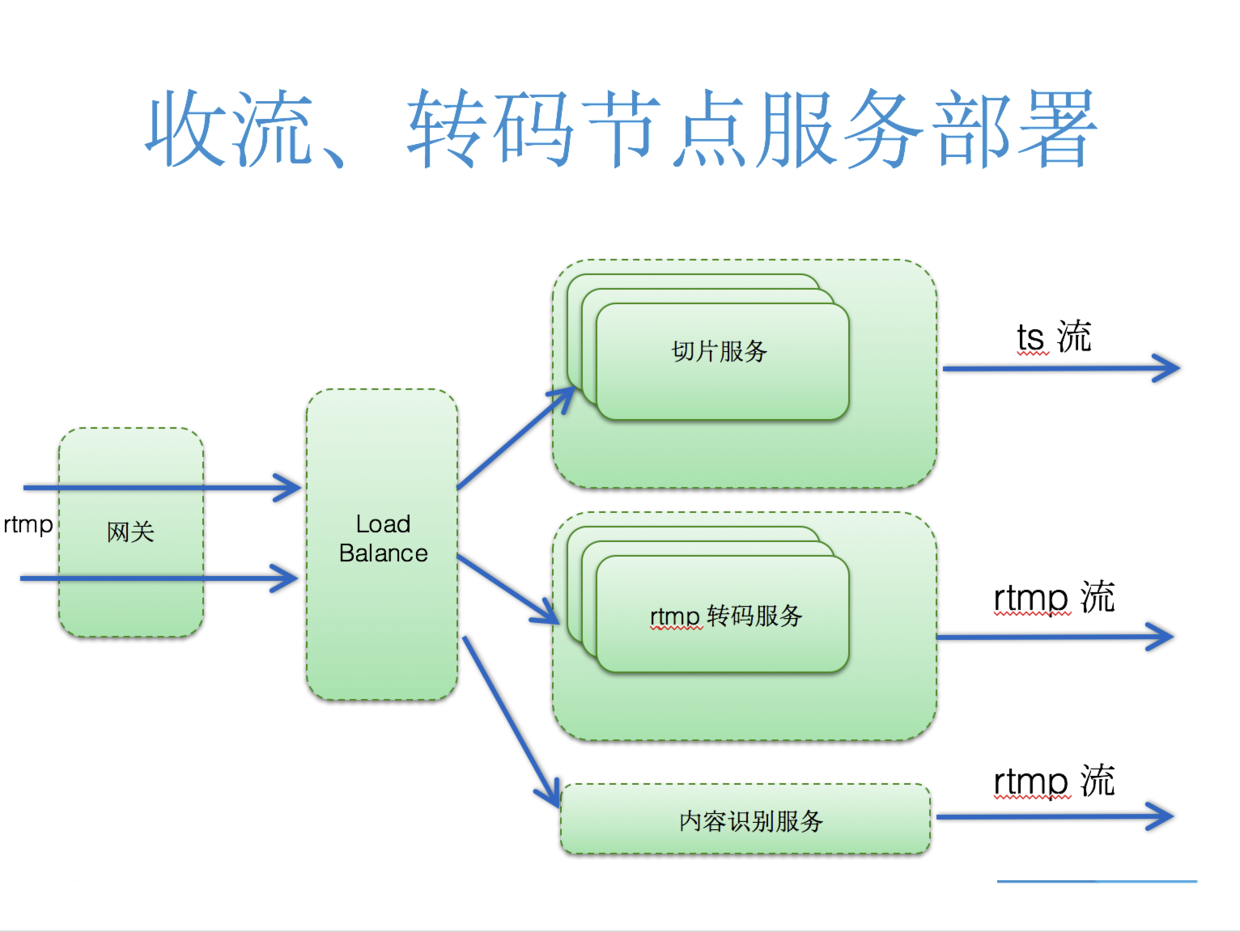 收流、转码节点服务部署
切片服务
ts 流
rtmp
网关
Load
Balance
rtmp 转码服务
rtmp 流
内容识别服务
rtmp 流